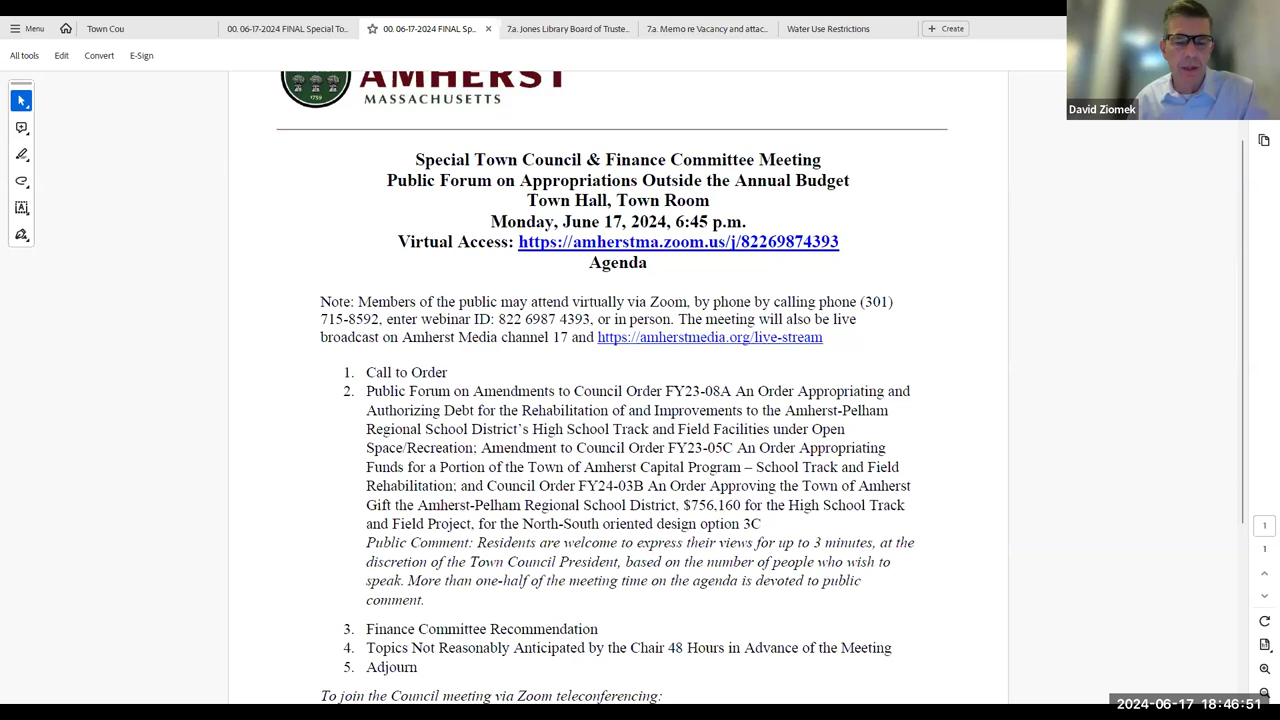 Menu
Town Cou
00. 06-17-2024 FINAL Special To...
00. 06-17-2024 FINAL Sp...
7a. Jones Library Board of Truste...
7a. Memo re Vacancy and attac...
Water Use Restrictions
Create
All tools
Edit
Convert
E-Sign
David Ziomek
AMHERST
MASSACHUSETTS
1759
Special Town Council & Finance Committee Meeting
Public Forum on Appropriations Outside the Annual Budget
Town Hall, Town Room
Monday, June 17, 2024, 6:45 p.m.
Virtual Access: https://amherstma.zoom.us/j/82269874393
Agenda
Note: Members of the public may attend virtually via Zoom, by phone by calling phone (301)
715-8592, enter webinar ID: 822 6987 4393, or in person. The meeting will also be live
broadcast on Amherst Media channel 17 and https://amherstmedia.org/live-stream
1. Call to Order
2. Public Forum on Amendments to Council Order FY23-08A An Order Appropriating and
Authorizing Debt for the Rehabilitation of and Improvements to the Amherst-Pelham
Regional School District's High School Track and Field Facilities under Open
Space/Recreation; Amendment to Council Order FY23-05C An Order Appropriating
Funds for a Portion of the Town of Amherst Capital Program – School Track and Field
Rehabilitation; and Council Order FY24-03B An Order Approving the Town of Amherst
Gift the Amherst-Pelham Regional School District, $756,160 for the High School Track
and Field Project, for the North-South oriented design option 3C
Public Comment: Residents are welcome to express their views for up to 3 minutes, at the
discretion of the Town Council President, based on the number of people who wish to
speak. More than one-half of the meeting time on the agenda is devoted to public
comment.
3. Finance Committee Recommendation
4. Topics Not Reasonably Anticipated by the Chair 48 Hours in Advance of the Meeting
5. Adjourn
To join the Council meeting via Zoom teleconferencing:
1
1
2024-06-17 18:46:51